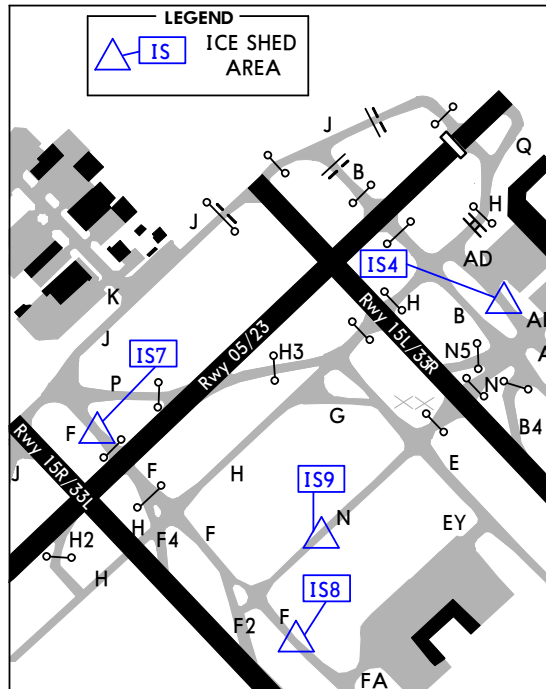 LEGEND
IS
ICE SHED
AREA
J
Q
B
H
J
AD
IS4
K
H
B
AI
Rwy 15L/33R
J
IS7
Rwy 05/23
H3
N5
A
P
N
G
B4
F
Rwy 15R/33L
E
J
F
H
IS9
N
EY
H
F
H2
F4
H
IS8
F
F2
FA